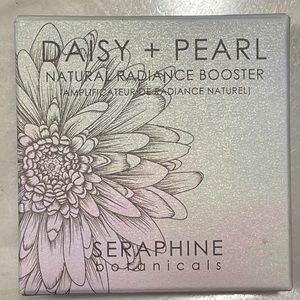 DAISY + PEARL
NATURAL RADIANCE BOOSTER
[AMPLIFICATEUR DE RADIANCE NATUREL]
SERAPHINE
botanicals